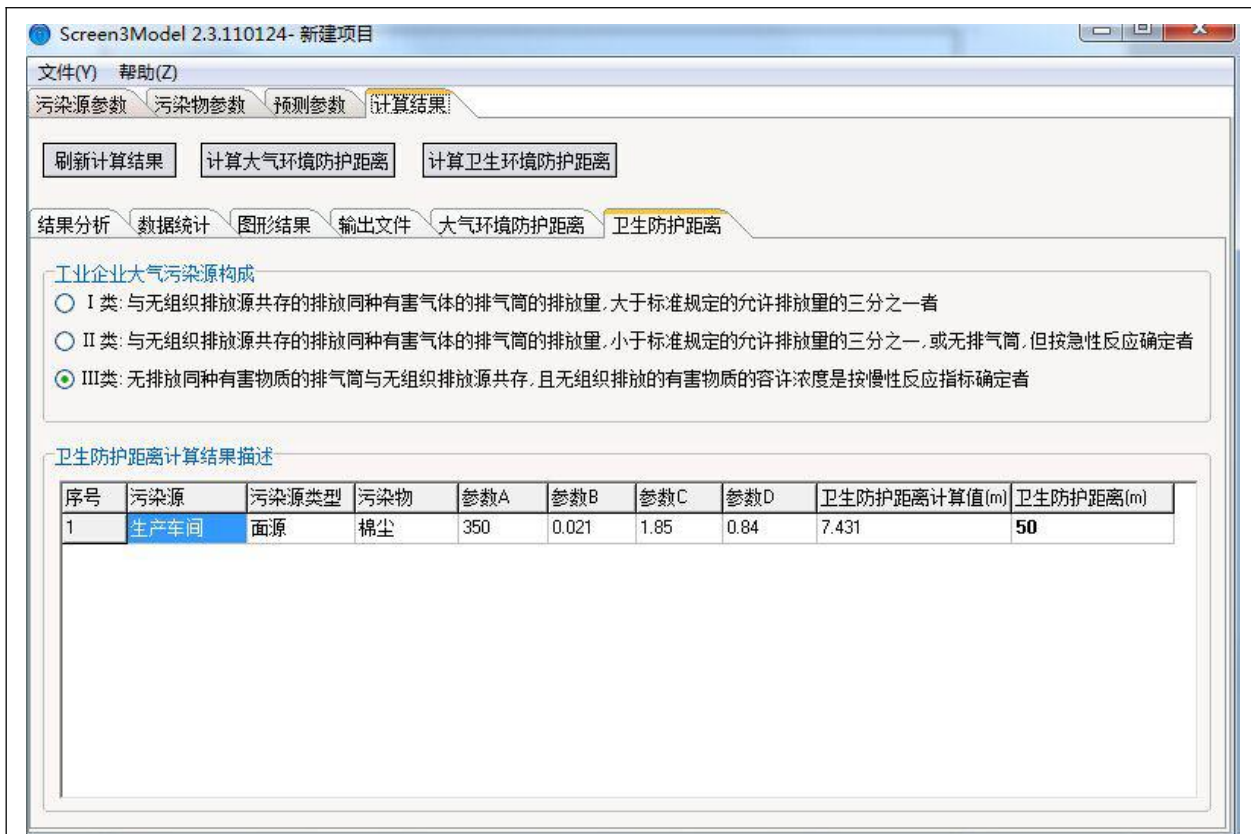 Screen3Model 2.3.110124- 新建项目
文件(Y) 帮助(Z)
污染源参数 污染物参数 预测参数 计算结果
刷新计算结果 计算大气环境防护距离 计算卫生环境防护距离
结果分析 数据统计 图形结果 输出文件 大气环境防护距离 卫生防护距离
工业企业大气污染源构成
I 类: 与无组织排放源共存的排放同种有害气体的排气筒的排放量,大于标准规定的允许排放量的三分之一者
II 类: 与无组织排放源共存的排放同种有害气体的排气筒的排放量,小于标准规定的允许排放量的三分之一,或无排气筒,但按急性反应确定者
III类: 无排放同种有害物质的排气筒与无组织排放源共存,且无组织排放的有害物质的容许浓度是按慢性反应指标确定者
卫生防护距离计算结果描述
序号 污染源 污染源类型 污染物 参数A 参数B 参数C 参数D 卫生防护距离计算值(m) 卫生防护距离(m)
1 生产车间 面源 棉尘 350 0.021 1.85 0.84 7.431 50